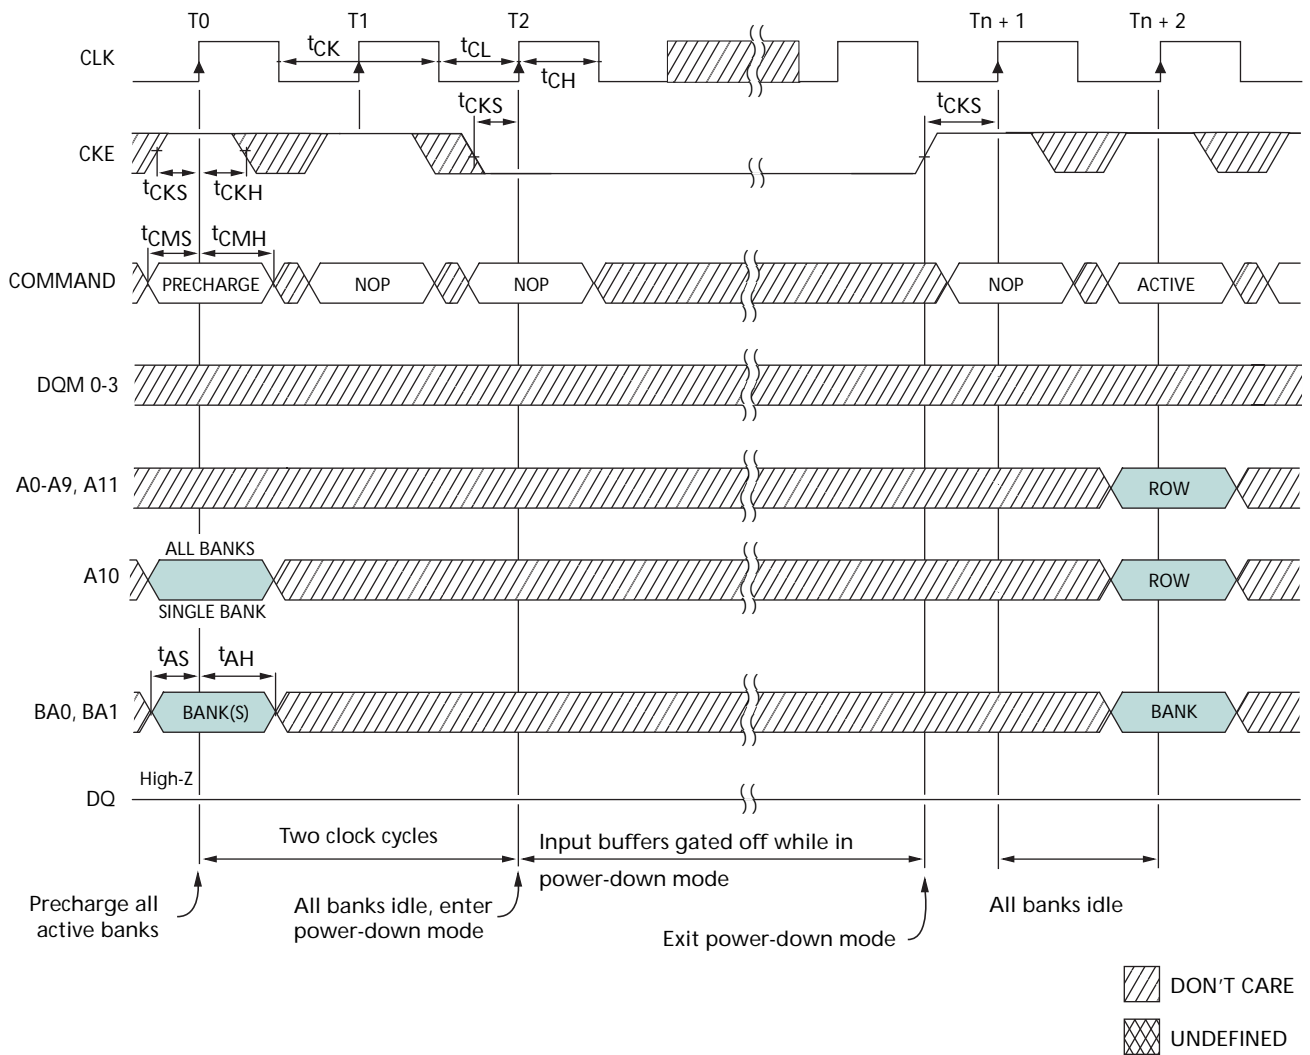 T0 T1 T2 Tn + 1 Tn + 2
CLK
tCK
tCL
tCH
tCKS
tCKS
CKE
tCKS
tCKH
tCMS
tCMH
COMMAND
PRECHARGE
NOP
NOP
NOP
ACTIVE
DQM 0-3
A0-A9, A11
ROW
ALL BANKS
A10
ROW
SINGLE BANK
tAS
tAH
BA0, BA1
BANK(S)
BANK
High-Z
DQ
Two clock cycles
Input buffers gated off while in
power-down mode
Precharge all
active banks
All banks idle, enter
power-down mode
Exit power-down mode
All banks idle
DON'T CARE
UNDEFINED